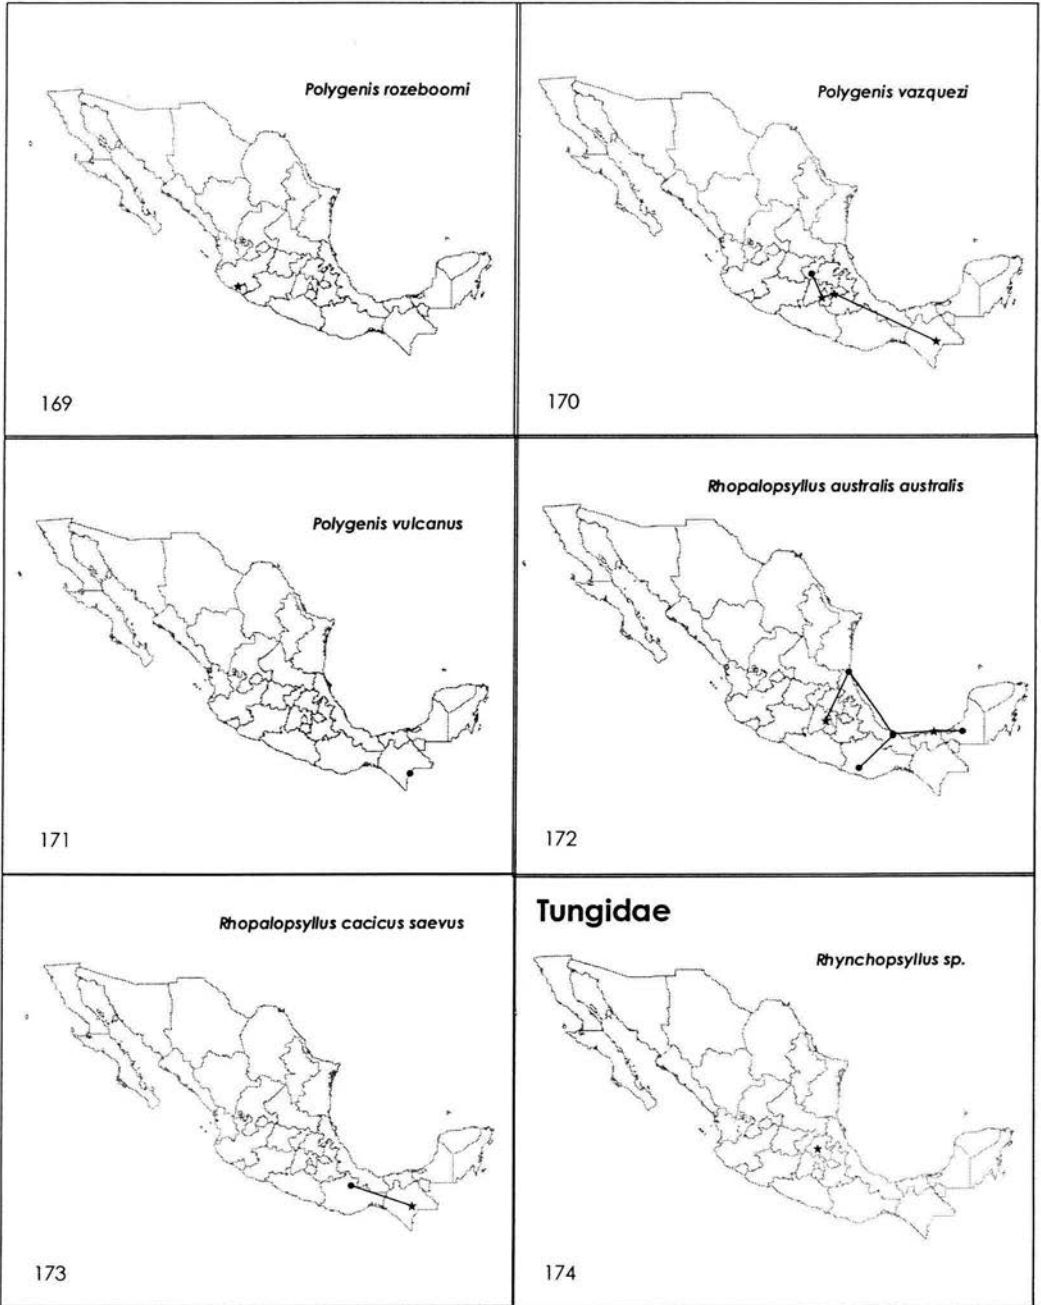 Polygenis rozeboomi
169
Polygenis vazquezi
170
Polygenis vulcanus
171
Rhopalopsyllus australis australis
172
Rhopalopsyllus cacicus saevus
173
Tungidae
Rhynchopsyllus sp.
174